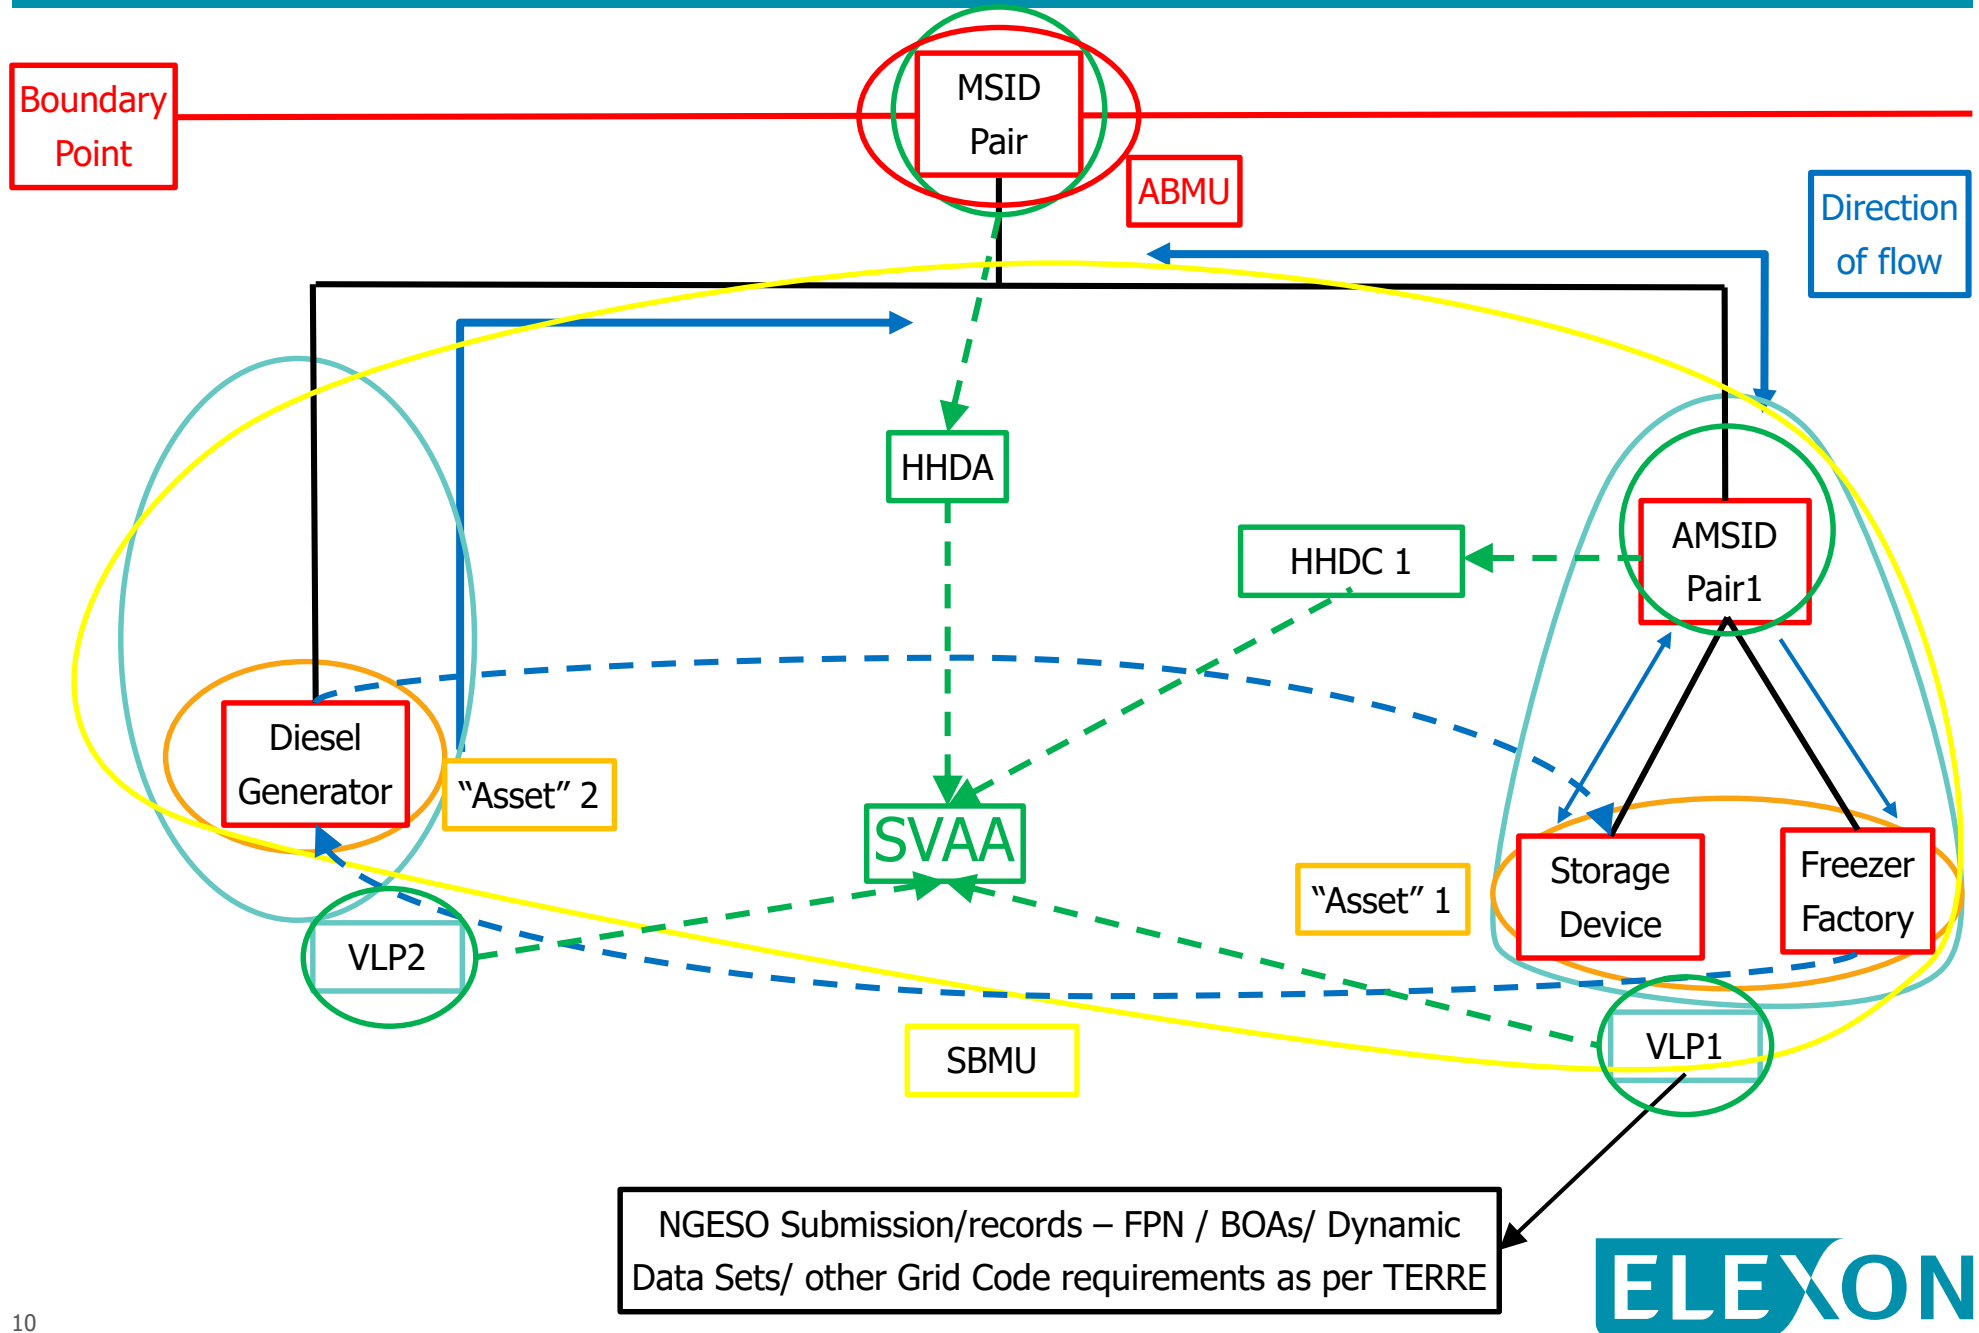 MSID
Pair
Boundary
Point
ABMU
Direction
of flow
HHDA
HHDC 1
AMSID
Pair1
Diesel
Generator
“Asset” 2
SVAA
“Asset” 1
Storage
Device
Freezer
Factory
VLP2
VLP1
SBMU
NGESO Submission/records – FPN / BOAs/ Dynamic
Data Sets/ other Grid Code requirements as per TERRE
ELEXON
10